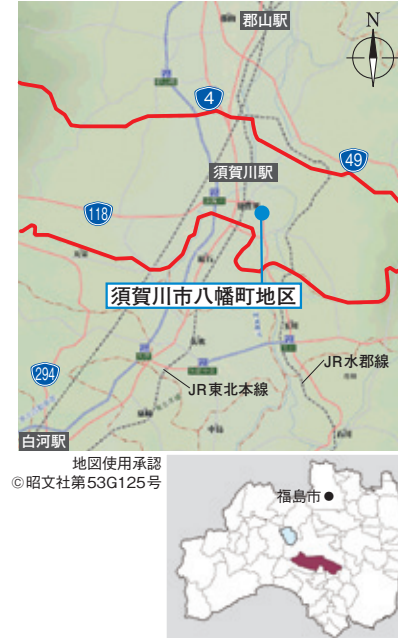 郡山駅
N
4
49
須賀川駅
118
須賀川市八幡町地区
294
JR水郡線
JR東北本線
白河駅
地図使用承認
©昭文社第53G125号
福島市